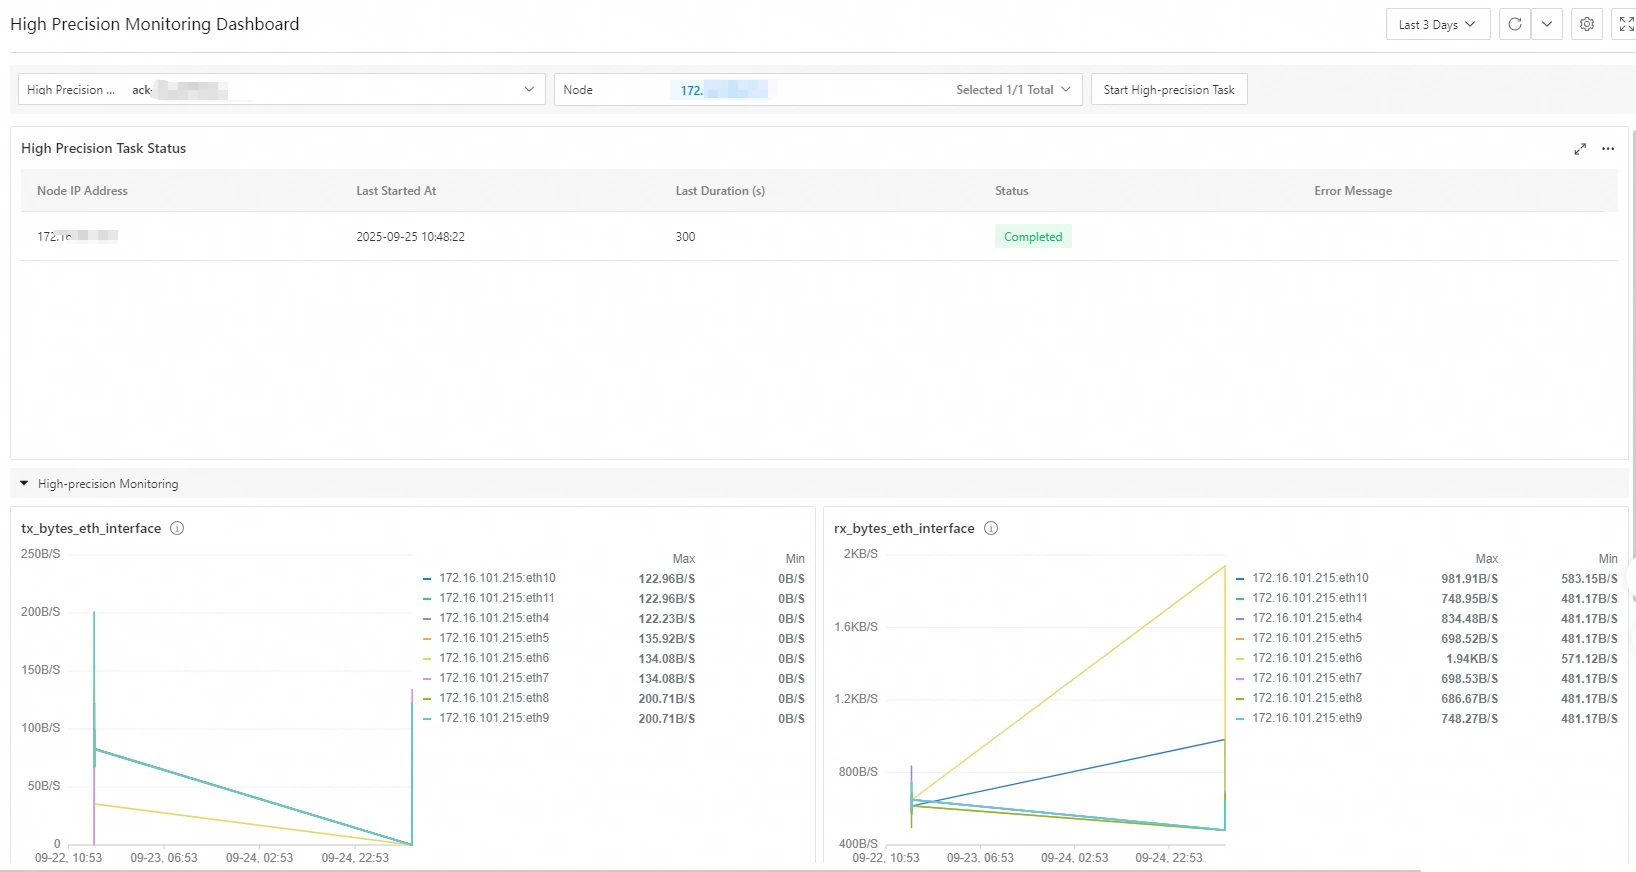 High Precision Monitoring Dashboard
Last 3 Days
High Precision ... ack-
Node 172. Selected 1/1 Total
Start High-precision Task
High Precision Task Status
Node IP Address Last Started At Last Duration (s) Status Error Message
172. 2025-09-25 10:48:22 300 Completed
High-precision Monitoring
tx_bytes_eth_interface
250B/S
200B/S
150B/S
100B/S
50B/S
0
09-22, 10:53 09-23, 06:53 09-24, 02:53 09-24, 22:53
Max Min
172.16.101.215:eth10 122.96B/S 0B/S
172.16.101.215:eth11 122.96B/S 0B/S
172.16.101.215:eth4 122.23B/S 0B/S
172.16.101.215:eth5 135.92B/S 0B/S
172.16.101.215:eth6 134.08B/S 0B/S
172.16.101.215:eth7 134.08B/S 0B/S
172.16.101.215:eth8 200.71B/S 0B/S
172.16.101.215:eth9 200.71B/S 0B/S
rx_bytes_eth_interface
2KB/S
1.6KB/S
1.2KB/S
800B/S
400B/S
09-22, 10:53 09-23, 06:53 09-24, 02:53 09-24, 22:53
Max Min
172.16.101.215:eth10 981.91B/S 583.15B/S
172.16.101.215:eth11 748.95B/S 481.17B/S
172.16.101.215:eth4 834.48B/S 481.17B/S
172.16.101.215:eth5 698.52B/S 481.17B/S
172.16.101.215:eth6 1.94KB/S 571.12B/S
172.16.101.215:eth7 698.53B/S 481.17B/S
172.16.101.215:eth8 686.67B/S 481.17B/S
172.16.101.215:eth9 748.27B/S 481.17B/S